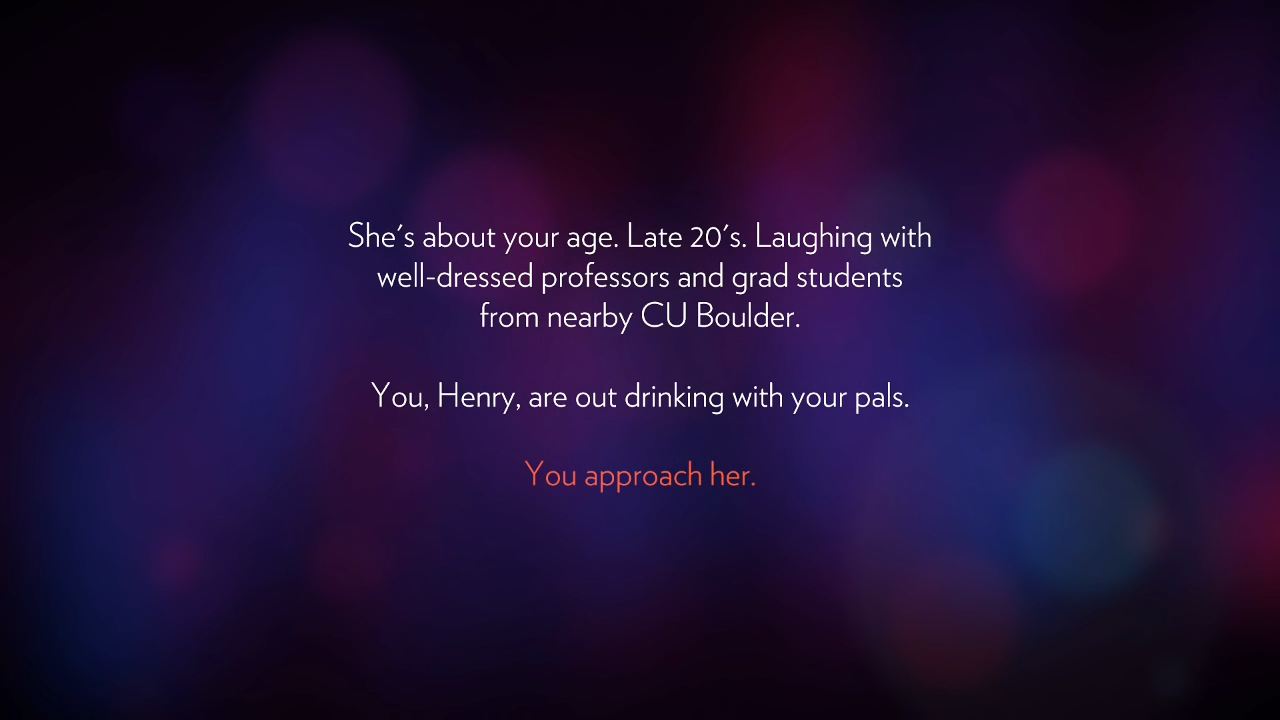 She's about your age. Late 20's. Laughing with
well-dressed professors and grad students
from nearby CU Boulder.
You, Henry, are out drinking with your pals.
You approach her.